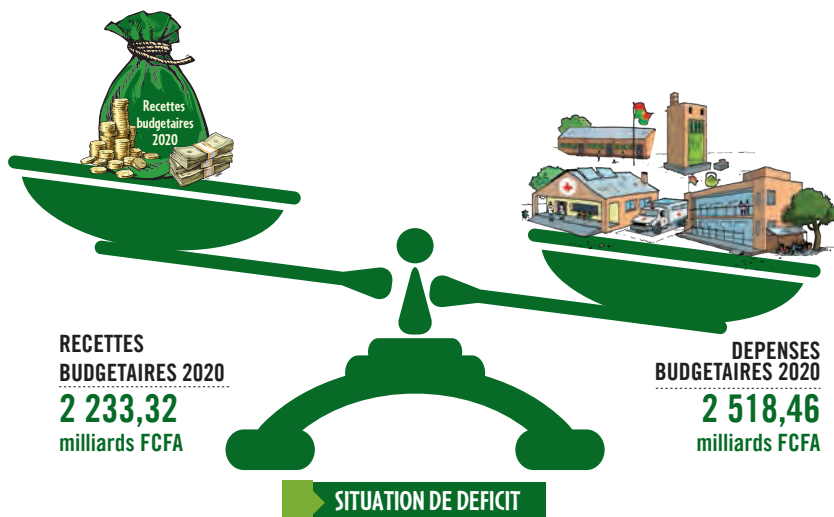 Recettes
budgetaires
2020
RECETTES
BUDGETAIRES 2020
2 233,32
milliards FCFA
DEPENSES
BUDGETAIRES 2020
2 518,46
milliards FCFA
SITUATION DE DEFICIT